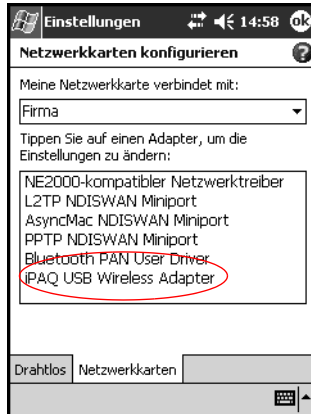 Einstellungen 14:58 ok
Netzwerkkarten konfigurieren ?
Meine Netzwerkkarte verbindet mit:
Firma
Tippen Sie auf einen Adapter, um die
Einstellungen zu ändern:
NE2000-kompatibler Netzwerktreiber
L2TP NDISWAN Miniport
AsyncMac NDISWAN Miniport
PPTP NDISWAN Miniport
Bluetooth PAN User Driver
iPAQ USB Wireless Adapter
Drahtlos Netzwerkkarten